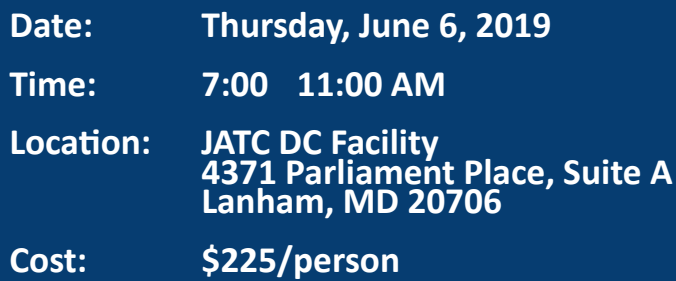 Date: Thursday, June 6, 2019
Time: 7:00 11:00 AM
Location: JATC DC Facility
4371 Parliament Place, Suite A
Lanham, MD 20706
Cost: $225/person